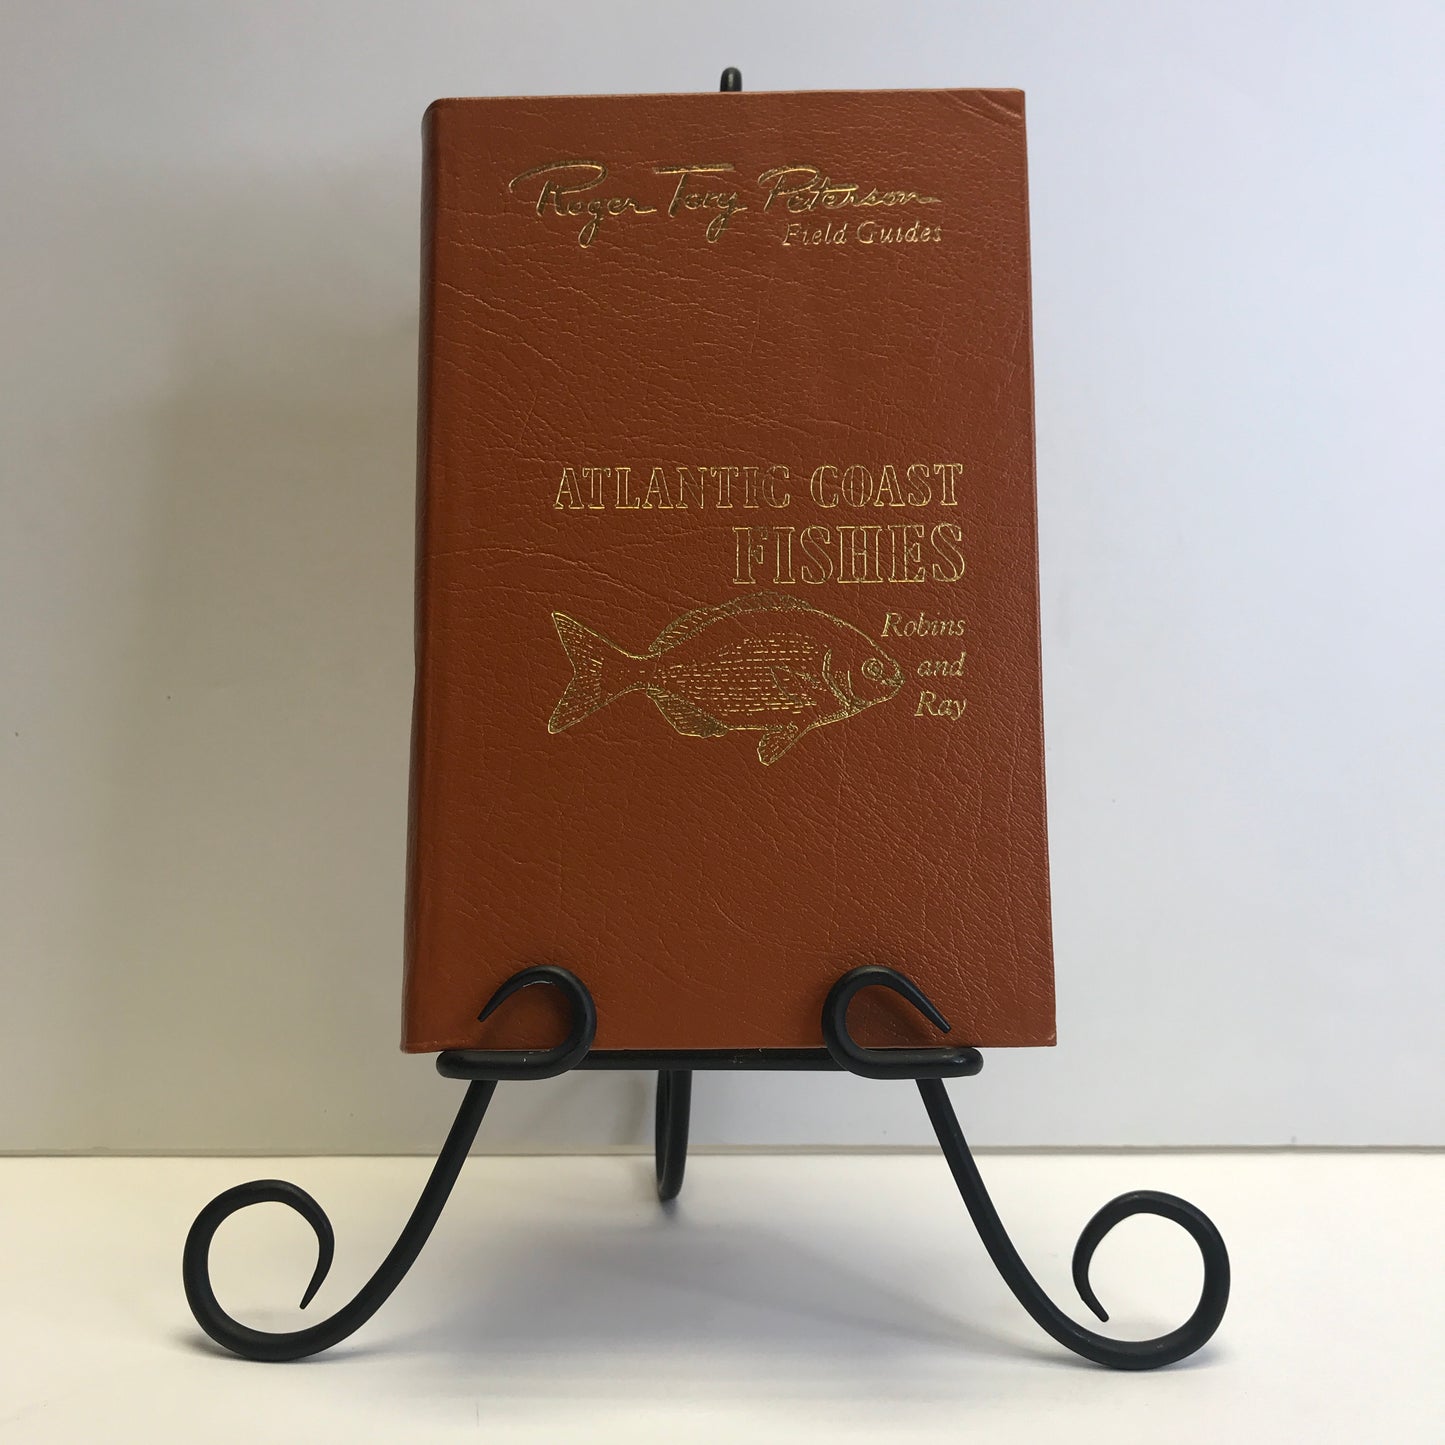 Roger Tory Peterson
Field Guides
ATLANTIC COAST
FISHES
Robins
and
Ray